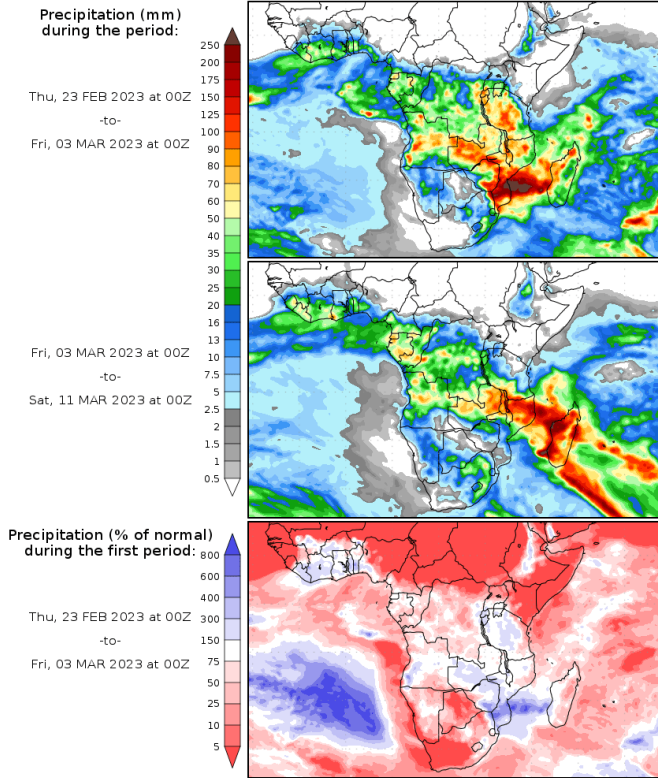 Precipitation (mm)
during the period:
250
200
175
150
125
100
90
80
70
60
50
40
35
30
25
20
16
13
10
7.5
5
2.5
2
1.5
1
0.5
Thu, 23 FEB 2023 at 00Z
-to-
Fri, 03 MAR 2023 at 00Z
Fri, 03 MAR 2023 at 00Z
-to-
Sat, 11 MAR 2023 at 00Z
Precipitation (% of normal)
during the first period:
800
600
400
300
150
75
50
25
10
5
Thu, 23 FEB 2023 at 00Z
-to-
Fri, 03 MAR 2023 at 00Z